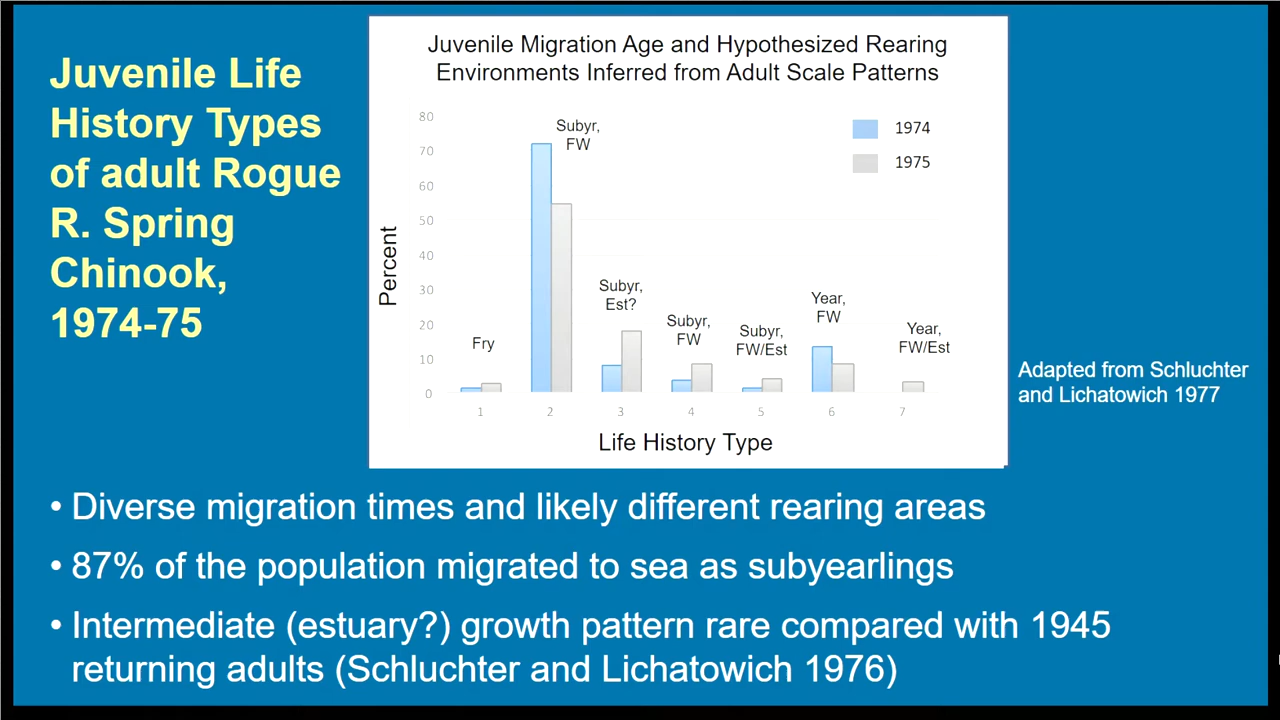 Juvenile Life
History Types
of adult Rogue
R. Spring
Chinook,
1974-75
Juvenile Migration Age and Hypothesized Rearing
Environments Inferred from Adult Scale Patterns
1974
1975
Percent
80
70
60
50
40
30
20
10
0
Fry
Subyr,
FW
Subyr,
Est?
Subyr,
FW
Subyr,
FW/Est
Year,
FW
Year,
FW/Est
1 2 3 4 5 6 7
Life History Type
Adapted from Schluchter
and Lichatowich 1977
• Diverse migration times and likely different rearing areas
• 87% of the population migrated to sea as subyearlings
• Intermediate (estuary?) growth pattern rare compared with 1945
returning adults (Schluchter and Lichatowich 1976)